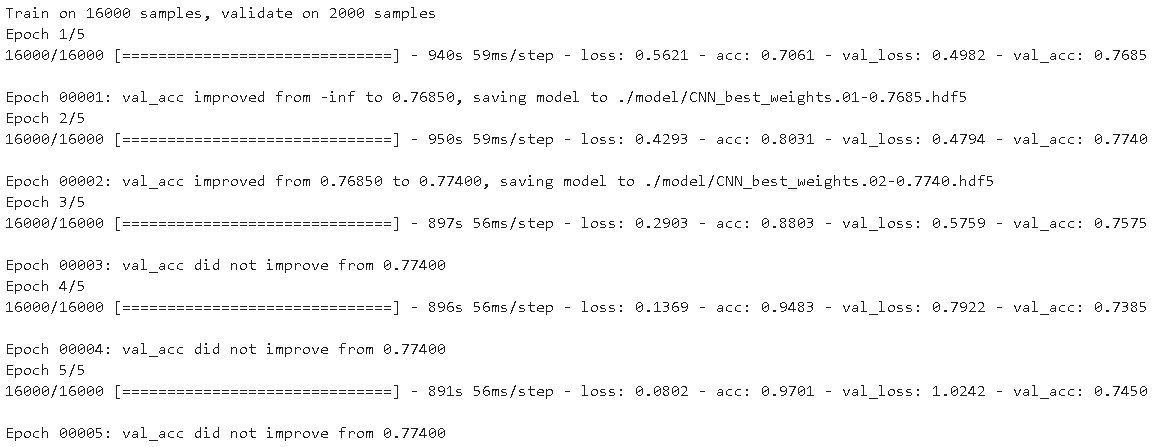 Train on 16000 samples, validate on 2000 samples
Epoch 1/5
16000/16000 [==============================] - 940s 59ms/step - loss: 0.5621 - acc: 0.7061 - val_loss: 0.4982 - val_acc: 0.7685
Epoch 00001: val_acc improved from -inf to 0.76850, saving model to ./model/CNN_best_weights.01-0.7685.hdf5
Epoch 2/5
16000/16000 [==============================] - 950s 59ms/step - loss: 0.4293 - acc: 0.8031 - val_loss: 0.4794 - val_acc: 0.7740
Epoch 00002: val_acc improved from 0.76850 to 0.77400, saving model to ./model/CNN_best_weights.02-0.7740.hdf5
Epoch 3/5
16000/16000 [==============================] - 897s 56ms/step - loss: 0.2903 - acc: 0.8803 - val_loss: 0.5759 - val_acc: 0.7575
Epoch 00003: val_acc did not improve from 0.77400
Epoch 4/5
16000/16000 [==============================] - 896s 56ms/step - loss: 0.1369 - acc: 0.9483 - val_loss: 0.7922 - val_acc: 0.7385
Epoch 00004: val_acc did not improve from 0.77400
Epoch 5/5
16000/16000 [==============================] - 891s 56ms/step - loss: 0.0802 - acc: 0.9701 - val_loss: 1.0242 - val_acc: 0.7450
Epoch 00005: val_acc did not improve from 0.77400